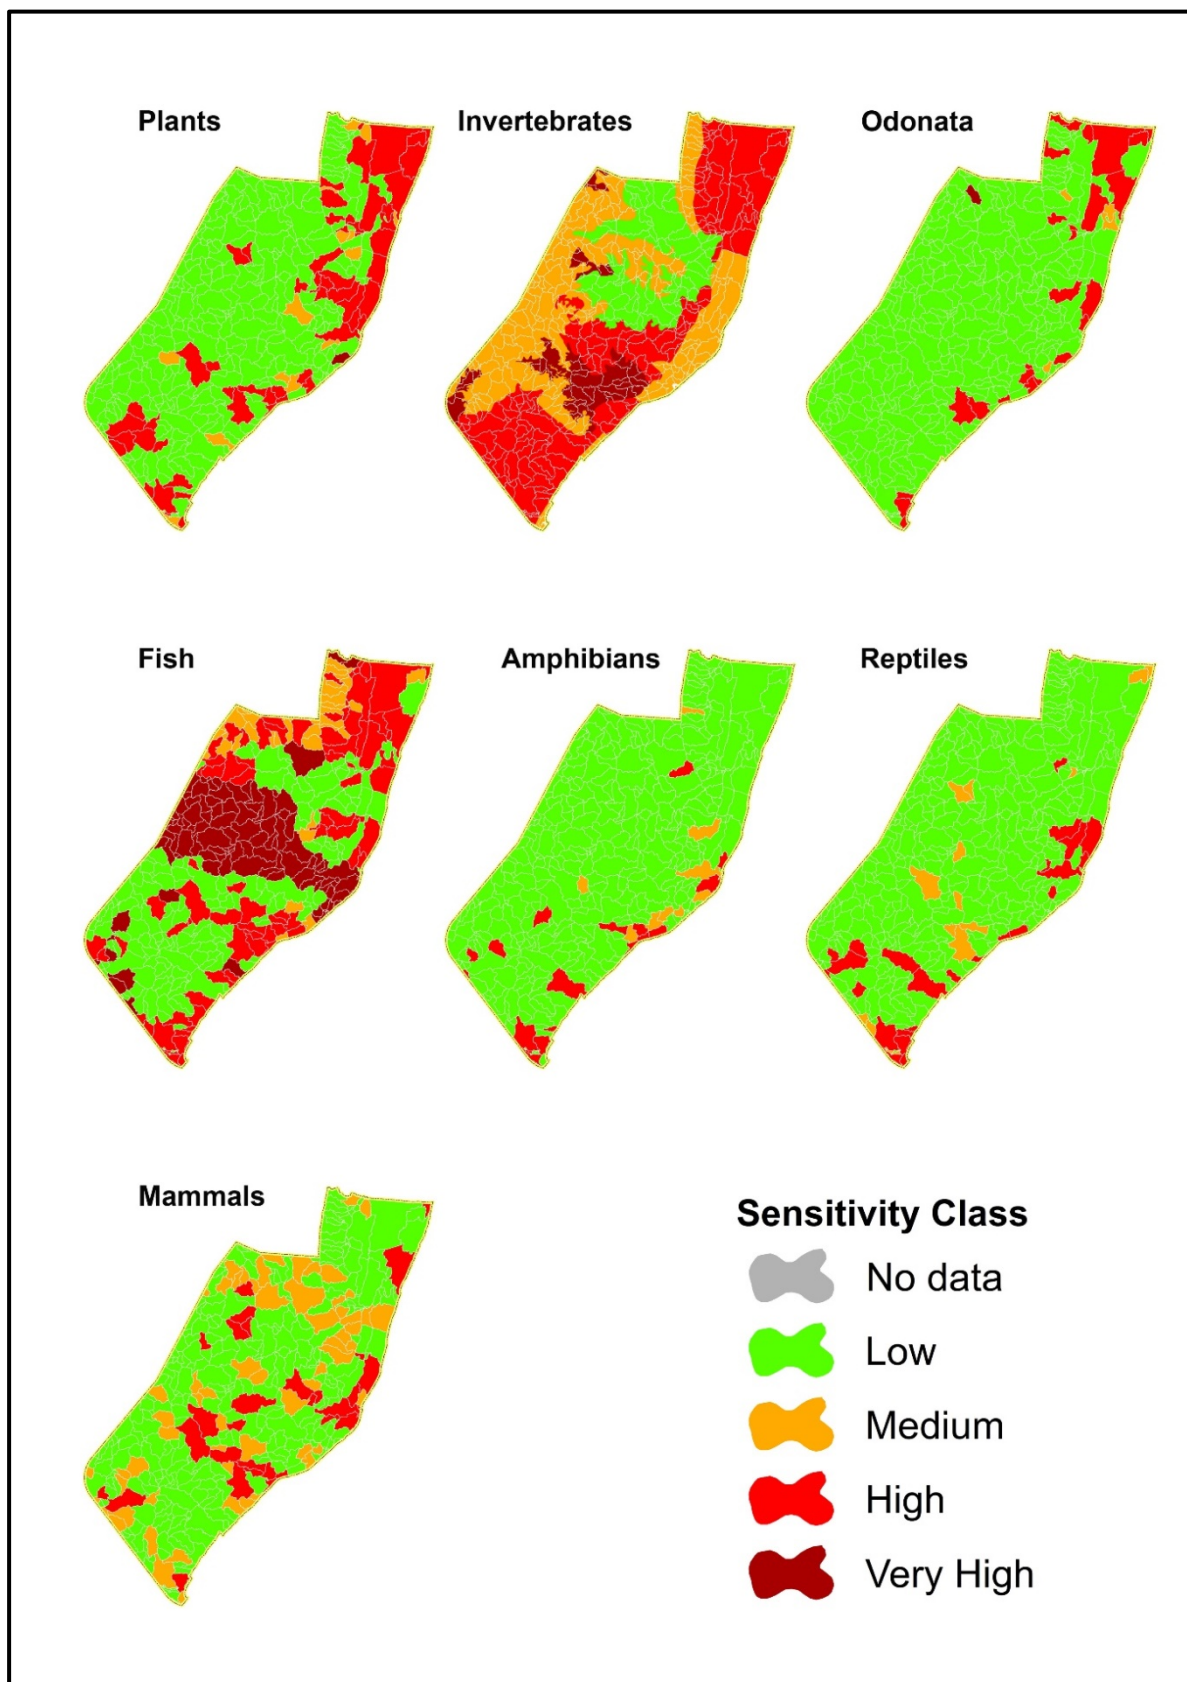 Plants
Invertebrates
Odonata
Fish
Amphibians
Reptiles
Mammals
Sensitivity Class
No data
Low
Medium
High
Very High